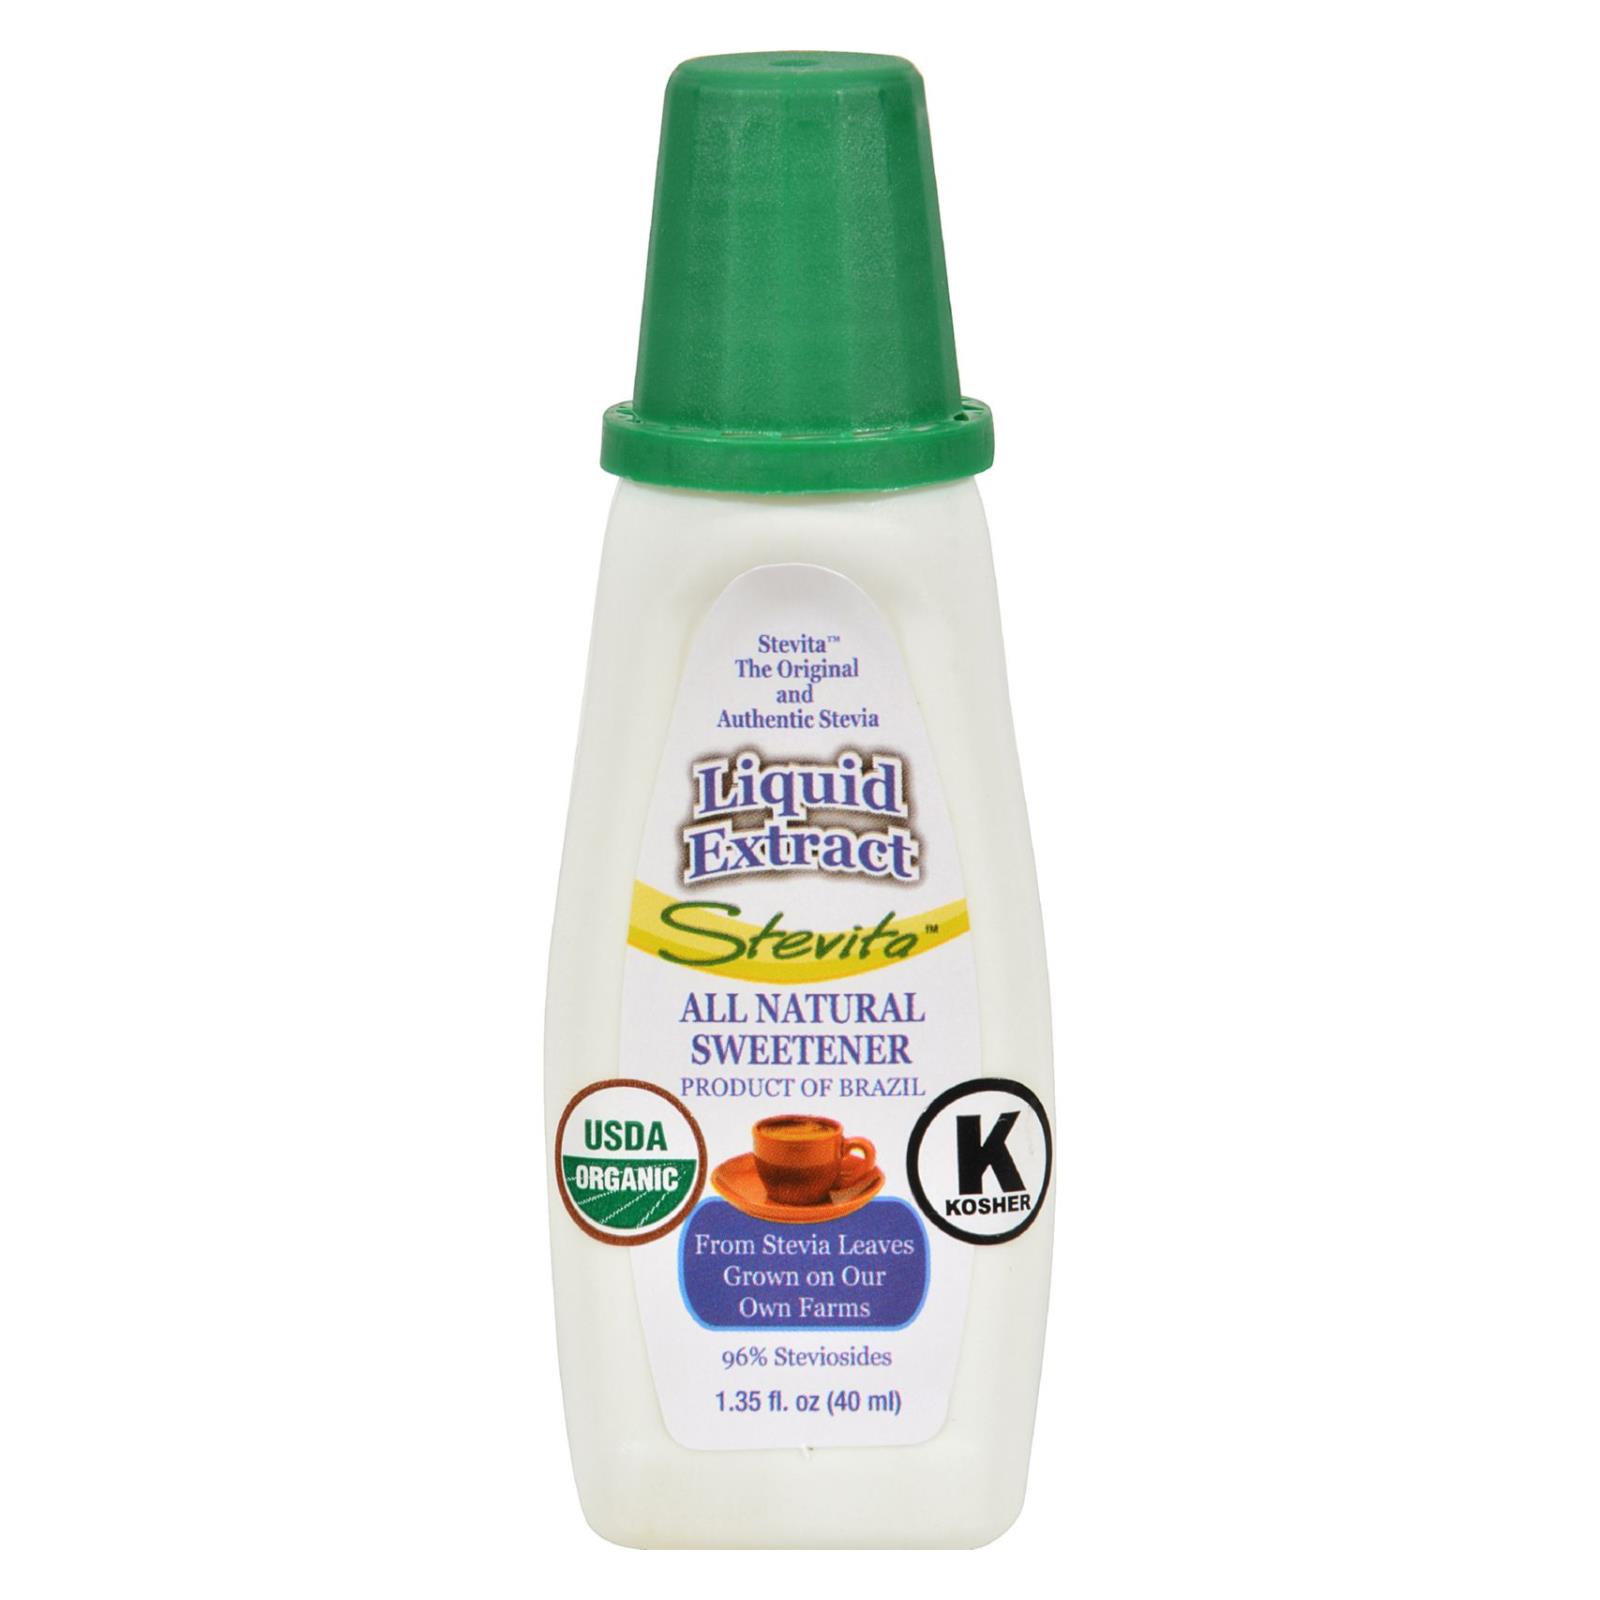 Stevita™
The Original
and
Authentic Stevia
Liquid
Extract
Stevita™
ALL NATURAL
SWEETENER
PRODUCT OF BRAZIL
USDA
ORGANIC
K
KOSHER
From Stevia Leaves
Grown on Our
Own Farms
96% Steviosides
1.35 fl. oz (40 ml)